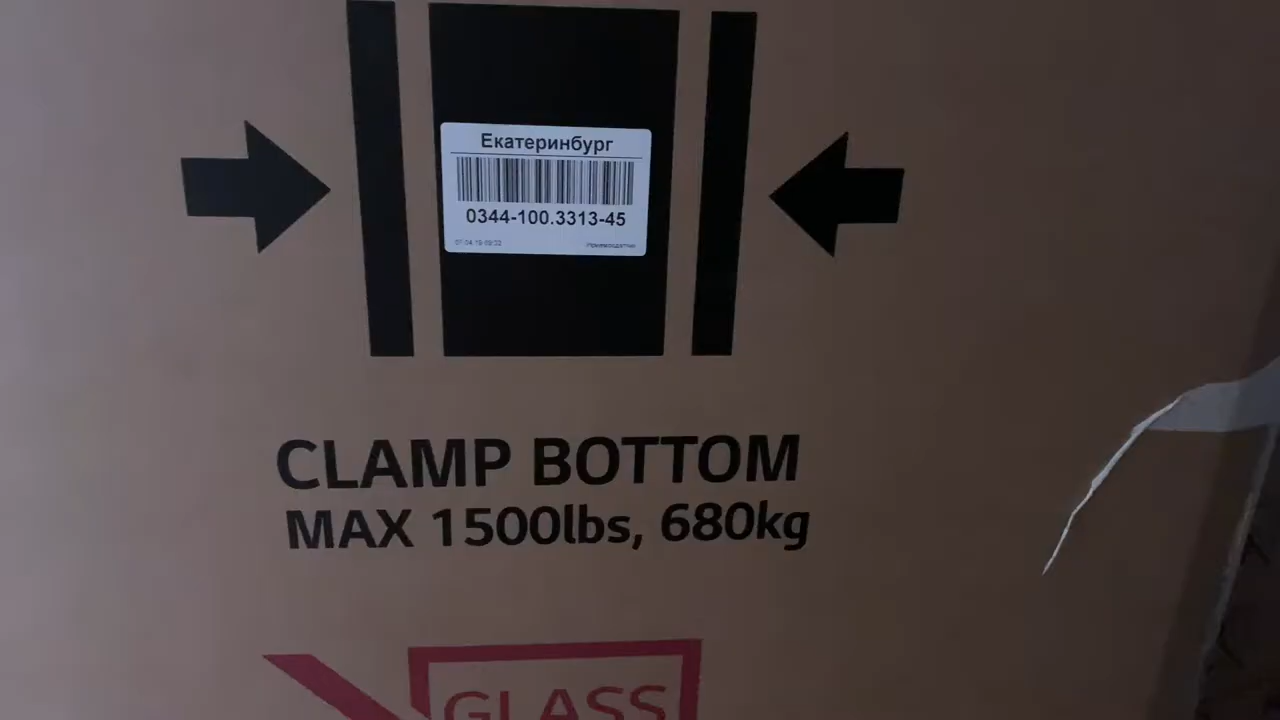 Екатеринбург
0344-100.3313-45
CLAMP BOTTOM
MAX 1500lbs, 680kg
GLASS